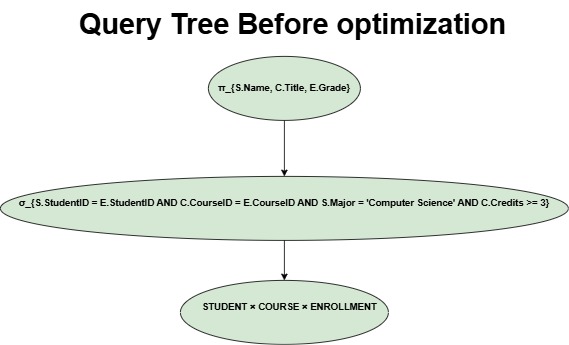 Query Tree Before optimization
π_{S.Name, C.Title, E.Grade}
σ_{S.StudentID = E.StudentID AND C.CourseID = E.CourseID AND S.Major = 'Computer Science' AND C.Credits >= 3}
STUDENT × COURSE × ENROLLMENT